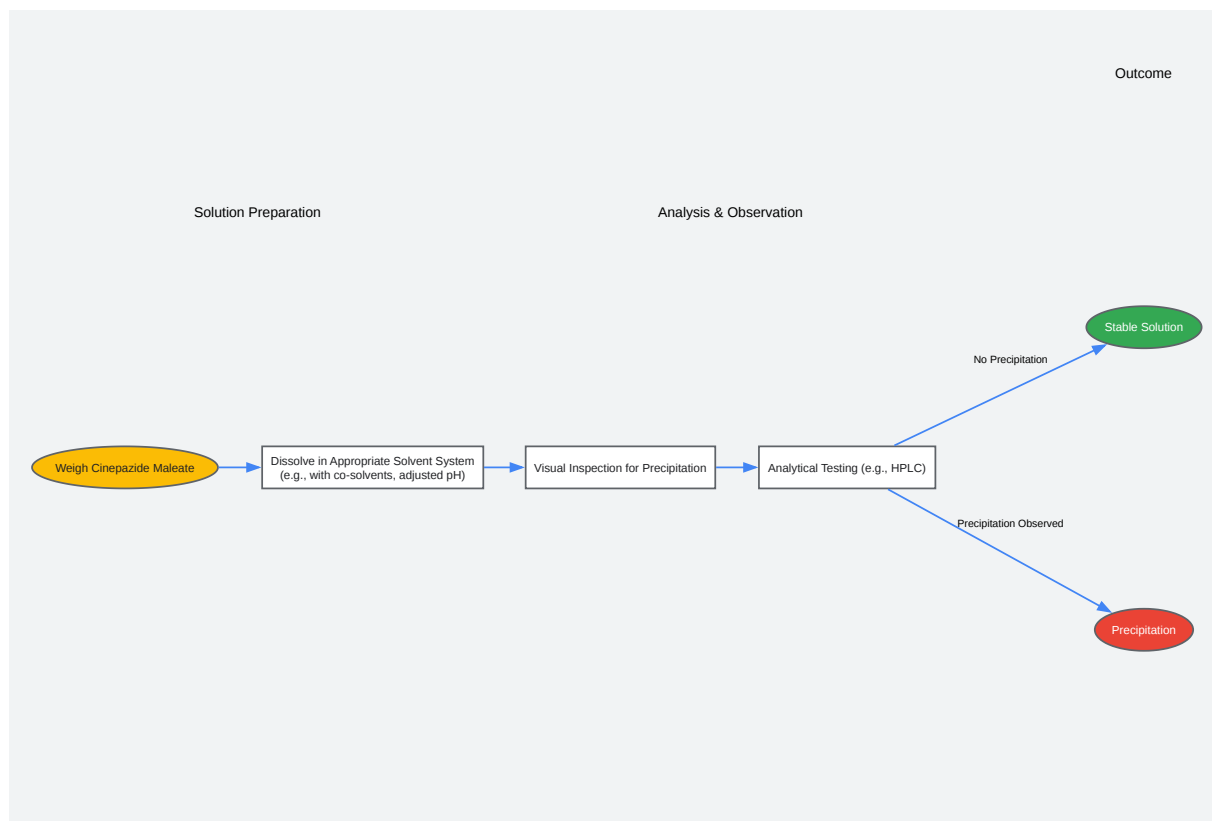 Outcome
Solution Preparation
Analysis & Observation
Stable Solution
No Precipitation
Weigh Cinepazide Maleate
Dissolve in Appropriate Solvent System
(e.g., with co-solvents, adjusted pH)
Visual Inspection for Precipitation
Analytical Testing (e.g., HPLC)
Precipitation Observed
Precipitation